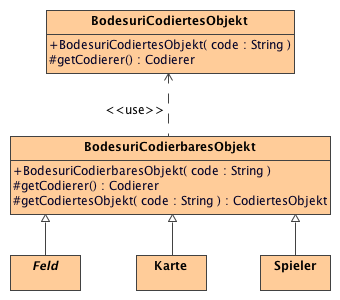 BodesuriCodiertesObjekt
+BodesuriCodiertesObjekt( code : String )
#getCodierer() : Codierer
<<use>>
BodesuriCodierbaresObjekt
+BodesuriCodierbaresObjekt( code : String )
#getCodierer() : Codierer
#getCodiertesObjekt( code : String ) : CodiertesObjekt
Feld
Karte
Spieler